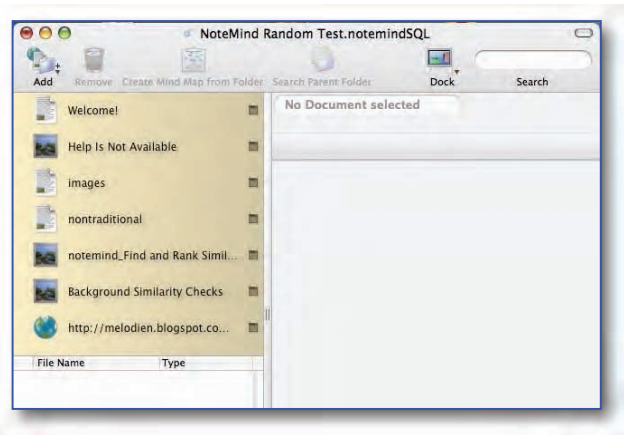 NoteMind Random Test.notemindSQL
Add Remove Create Mind Map from Folder Search Parent Folder Dock Search
Welcome!
Help Is Not Available
images
nontraditional
notemind_Find and Rank Simil...
Background Similarity Checks
http://melodien.blogspot.co...
No Document selected
File Name Type